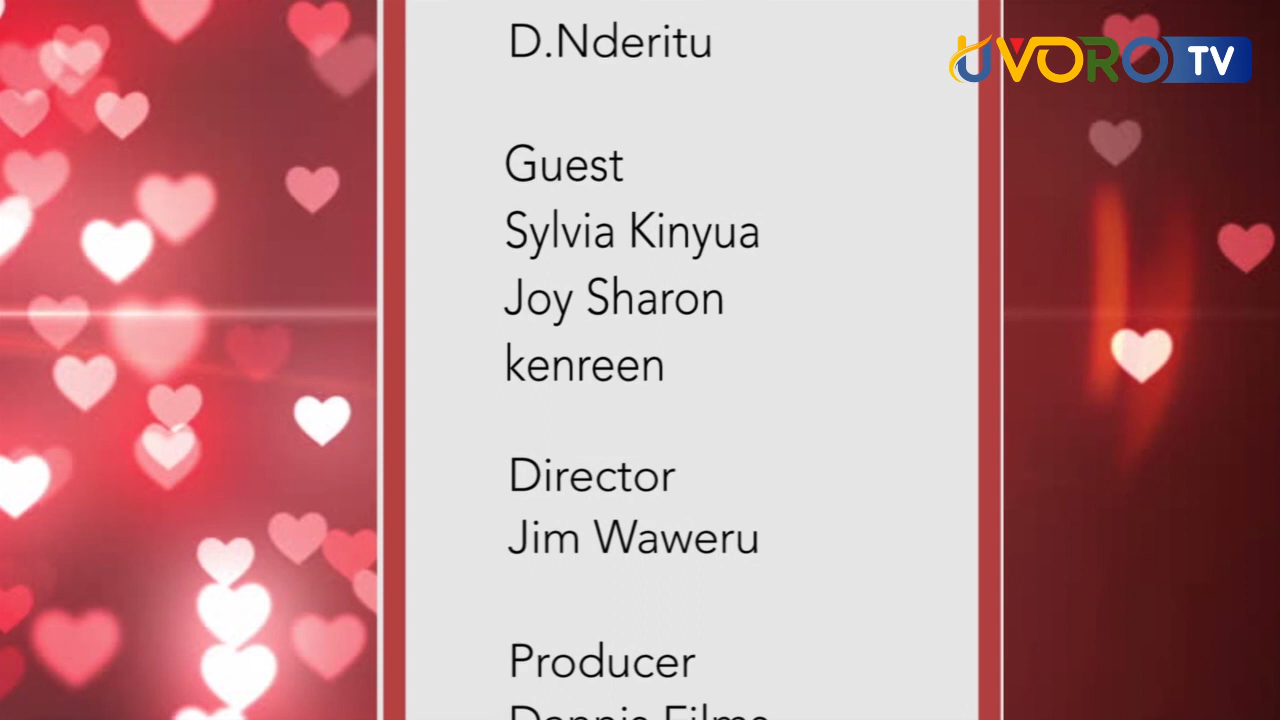 D.Nderitu
UVORO TV
Guest
Sylvia Kinyua
Joy Sharon
kenreen
Director
Jim Waweru
Producer